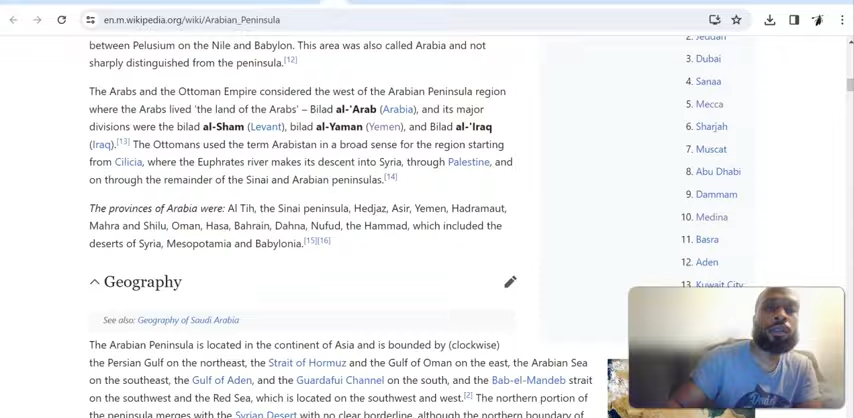 en.m.wikipedia.org/wiki/Arabian_Peninsula
between Pelusium on the Nile and Babylon. This area was also called Arabia and not
sharply distinguished from the peninsula.[12]
The Arabs and the Ottoman Empire considered the west of the Arabian Peninsula region
where the Arabs lived 'the land of the Arabs' – Bilad al-'Arab (Arabia), and its major
divisions were the bilad al-Sham (Levant), bilad al-Yaman (Yemen), and Bilad al-'Iraq
(Iraq).[13] The Ottomans used the term Arabistan in a broad sense for the region starting
from Cilicia, where the Euphrates river makes its descent into Syria, through Palestine, and
on through the remainder of the Sinai and Arabian peninsulas.[14]
The provinces of Arabia were: Al Tih, the Sinai peninsula, Hedjaz, Asir, Yemen, Hadramaut,
Mahra and Shilu, Oman, Hasa, Bahrain, Dahna, Nufud, the Hammad, which included the
deserts of Syria, Mesopotamia and Babylonia.[15][16]
Geography
See also: Geography of Saudi Arabia
The Arabian Peninsula is located in the continent of Asia and is bounded by (clockwise)
the Persian Gulf on the northeast, the Strait of Hormuz and the Gulf of Oman on the east, the Arabian Sea
on the southeast, the Gulf of Aden, and the Guardafui Channel on the south, and the Bab-el-Mandeb strait
on the southwest and the Red Sea, which is located on the southwest and west.[2] The northern portion of
the peninsula merges with the Syrian Desert with no clear borderline, although the northern boundary of
2. Jeddah
3. Dubai
4. Sanaa
5. Mecca
6. Sharjah
7. Muscat
8. Abu Dhabi
9. Dammam
10. Medina
11. Basra
12. Aden
13. Kuwait City